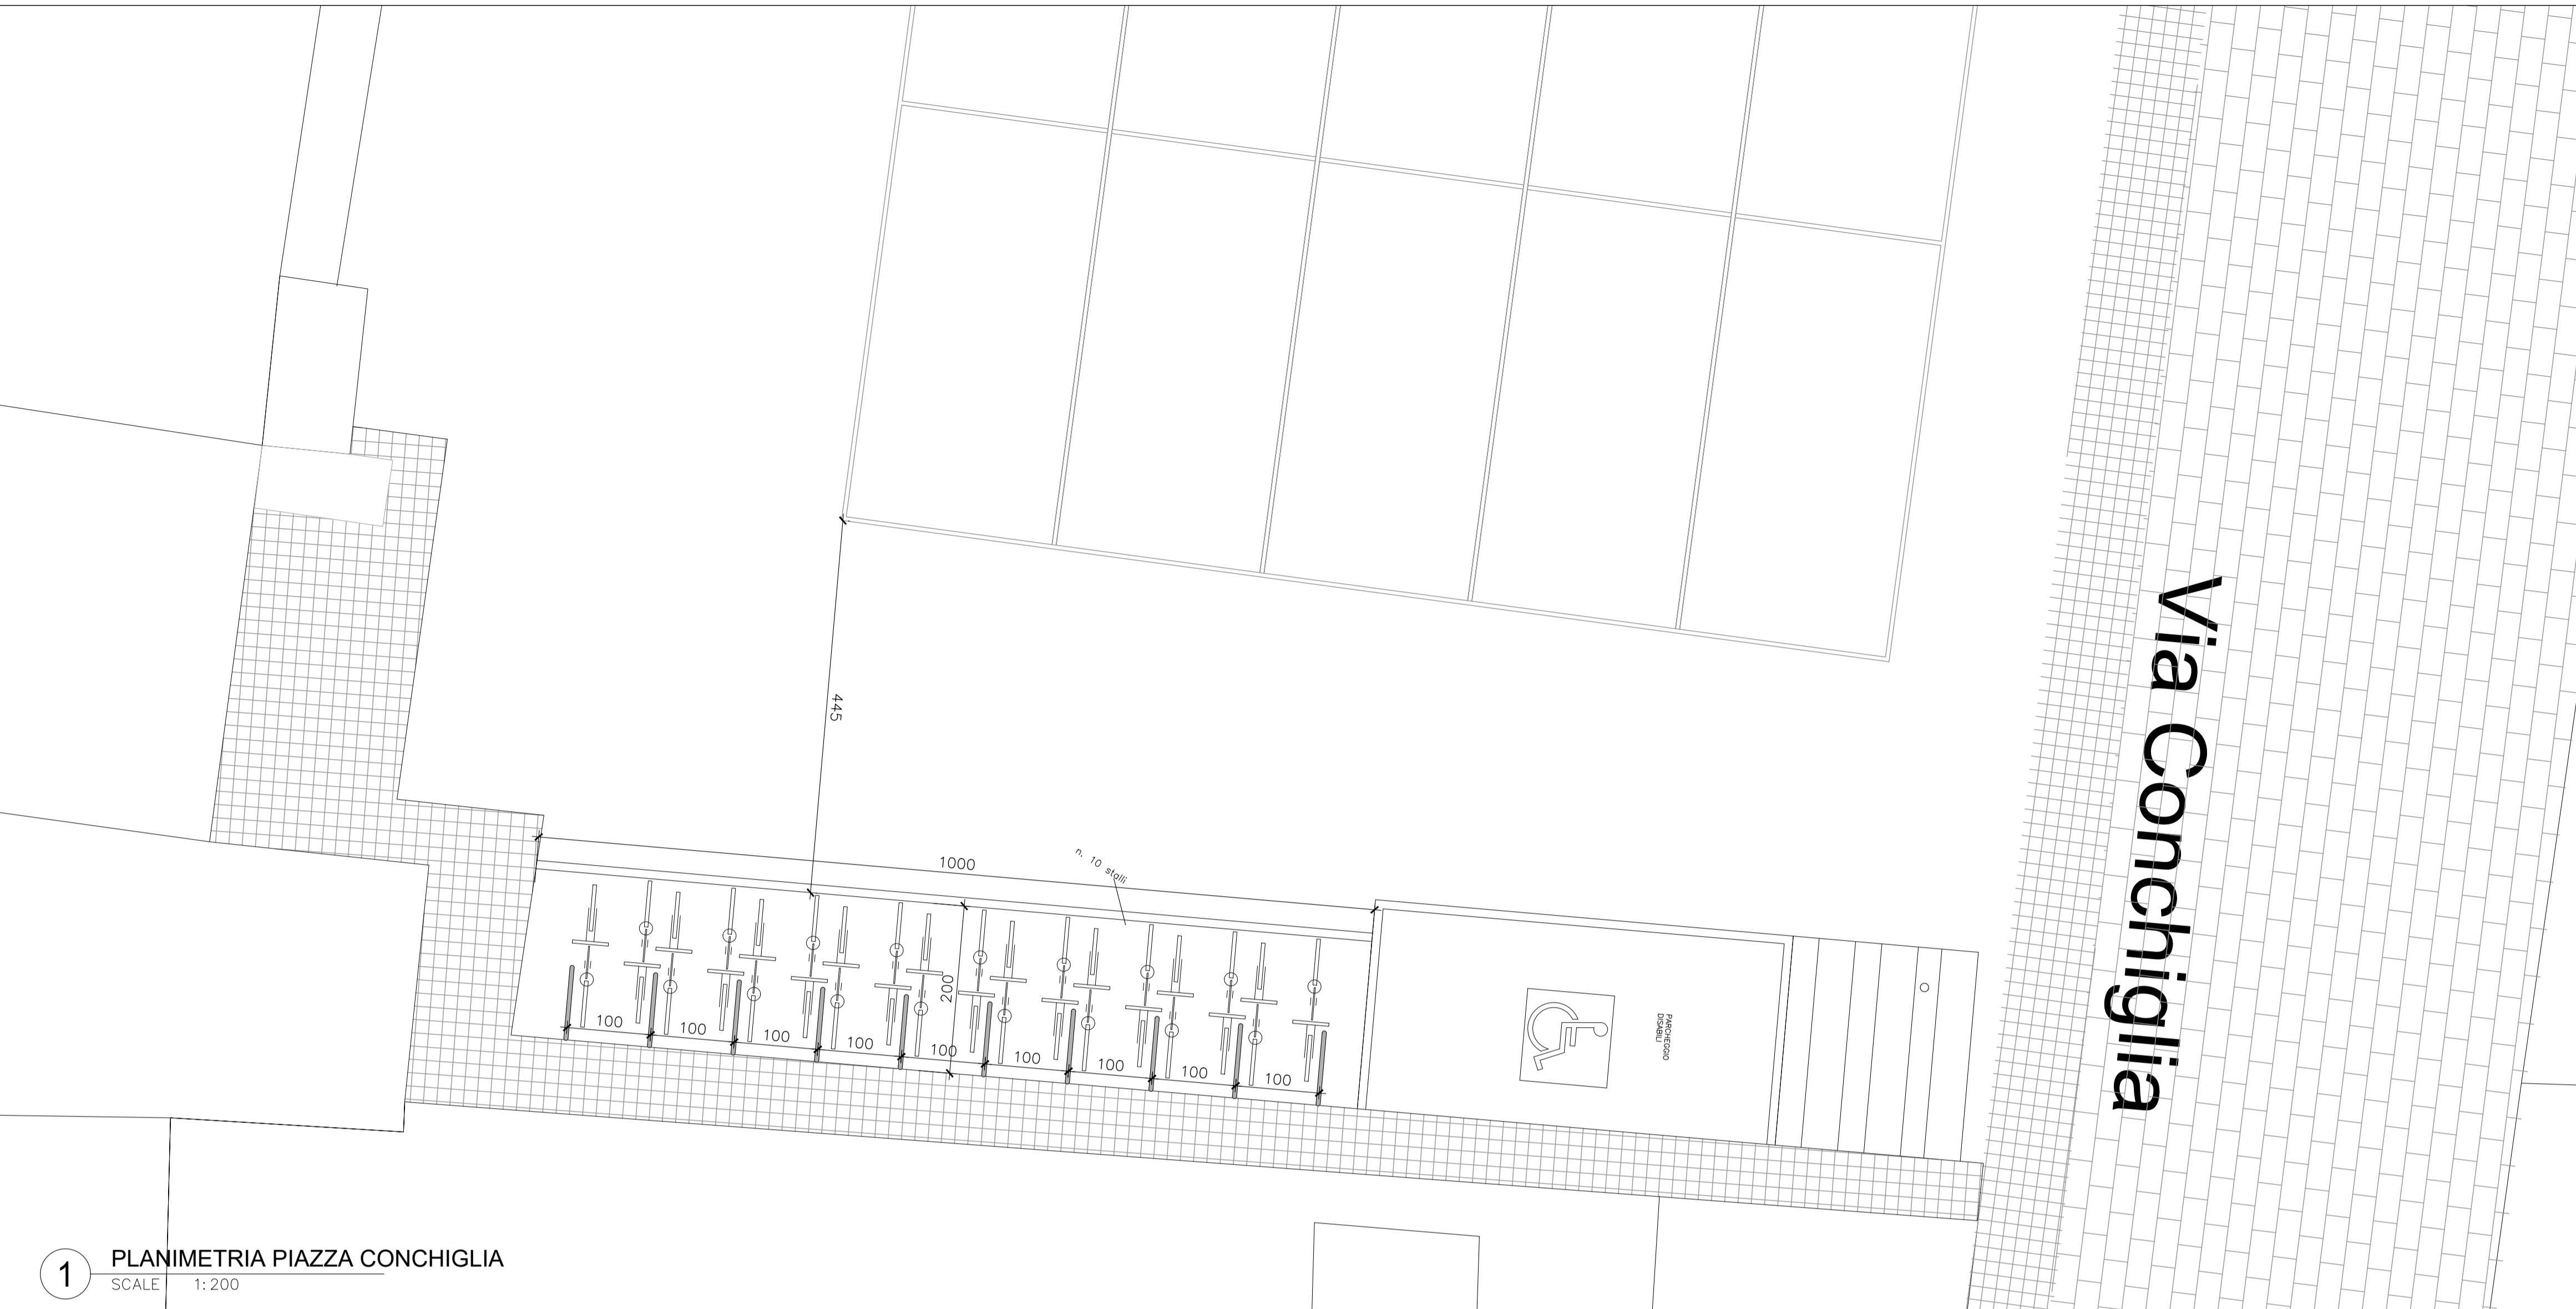 445
1000
n. 10 stalli
200
100
100
100
100
100
100
100
100
100
PARCHEGGIO
DISABILI
Via Conchiglia
1
PLANIMETRIA PIAZZA CONCHIGLIA
SCALE 1:200